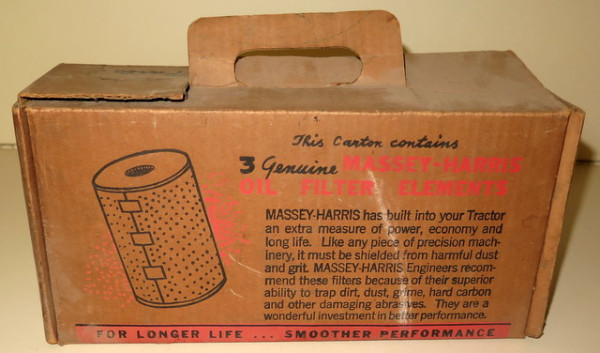 This Carton contains
3 Genuine MASSEY-HARRIS
OIL FILTER ELEMENTS
MASSEY-HARRIS has built into your Tractor
an extra measure of power, economy and
long life. Like any piece of precision mach-
inery, it must be shielded from harmful dust
and grit. MASSEY-HARRIS Engineers recom-
mend these filters because of their superior
ability to trap dirt, dust, grime, hard carbon
and other damaging abrasives. They are a
wonderful investment in better performance.
FOR LONGER LIFE ... SMOOTHER PERFORMANCE